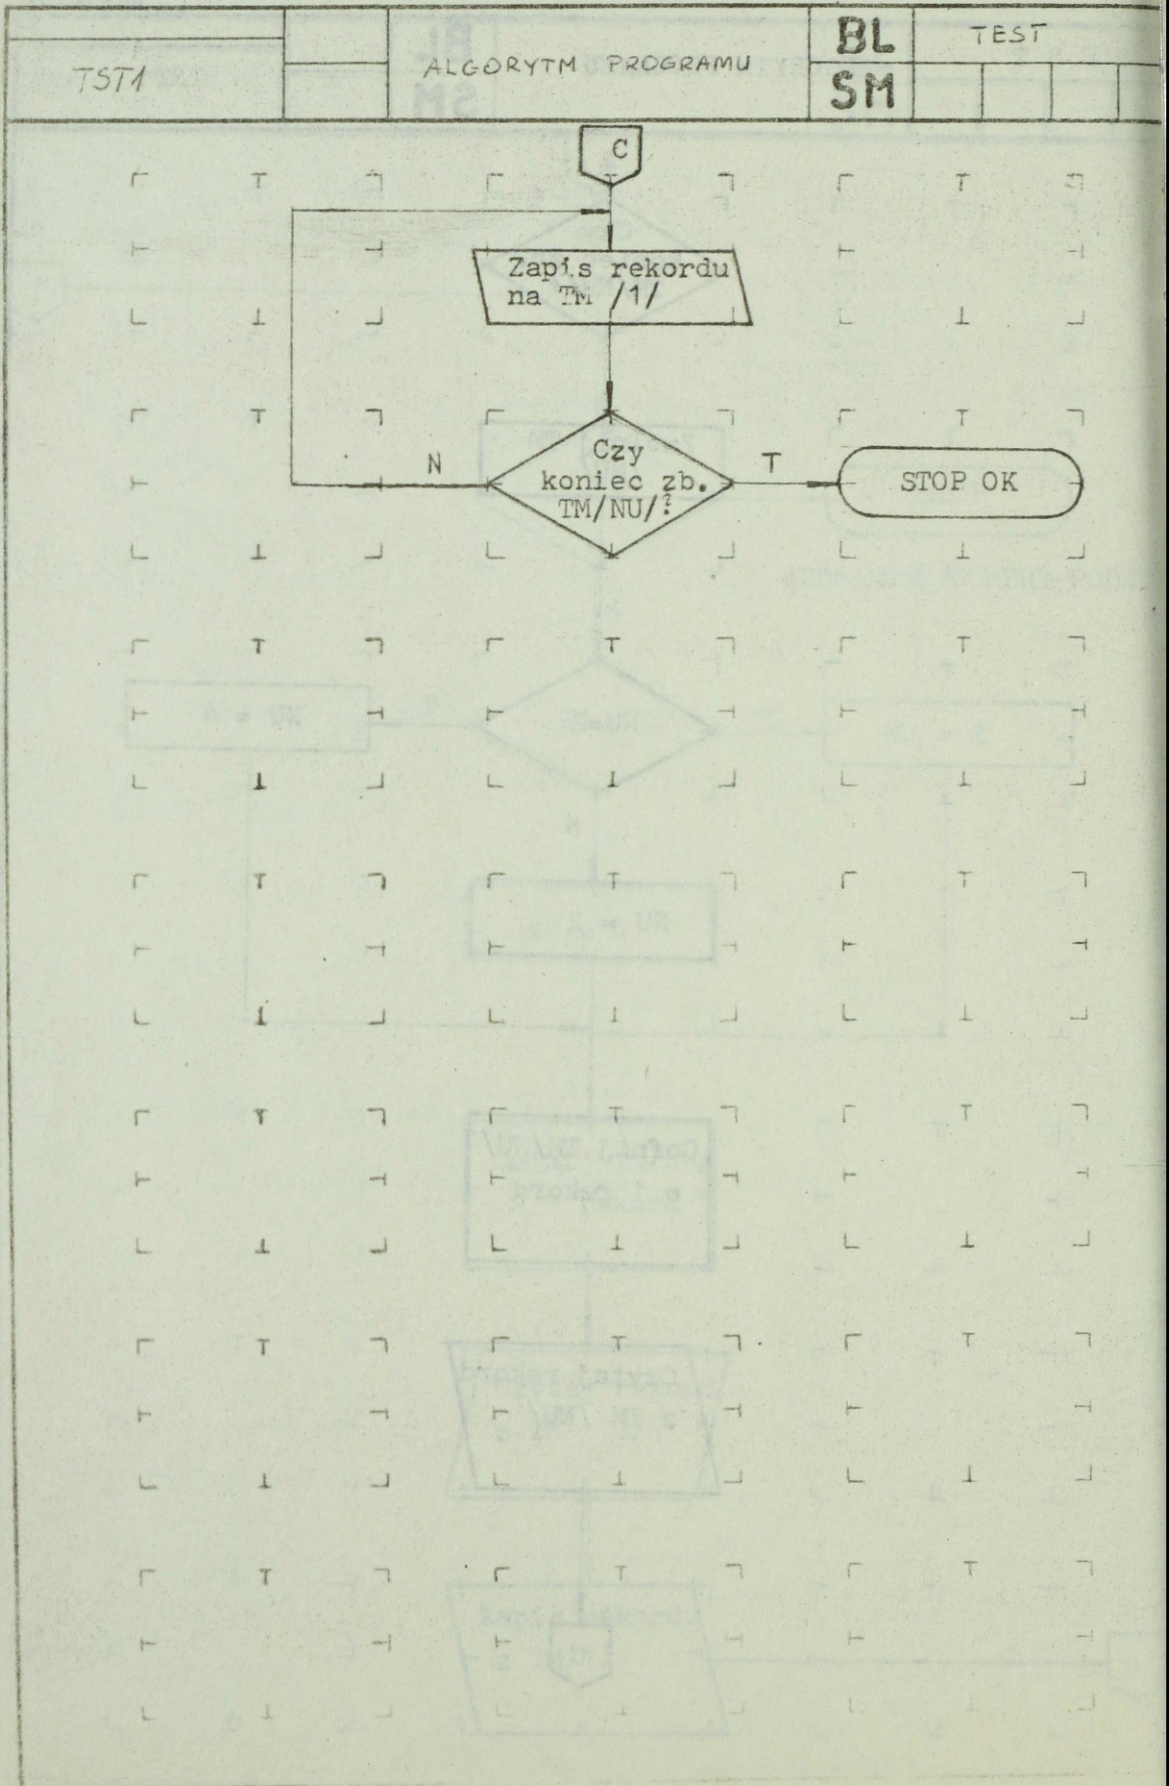 TST1
ALGORYTM PROGRAMU
BL
SM
TEST
C
Zapis rekordu
na TM /1/
Czy
koniec zb.
TM/NU/?
N
T
STOP OK